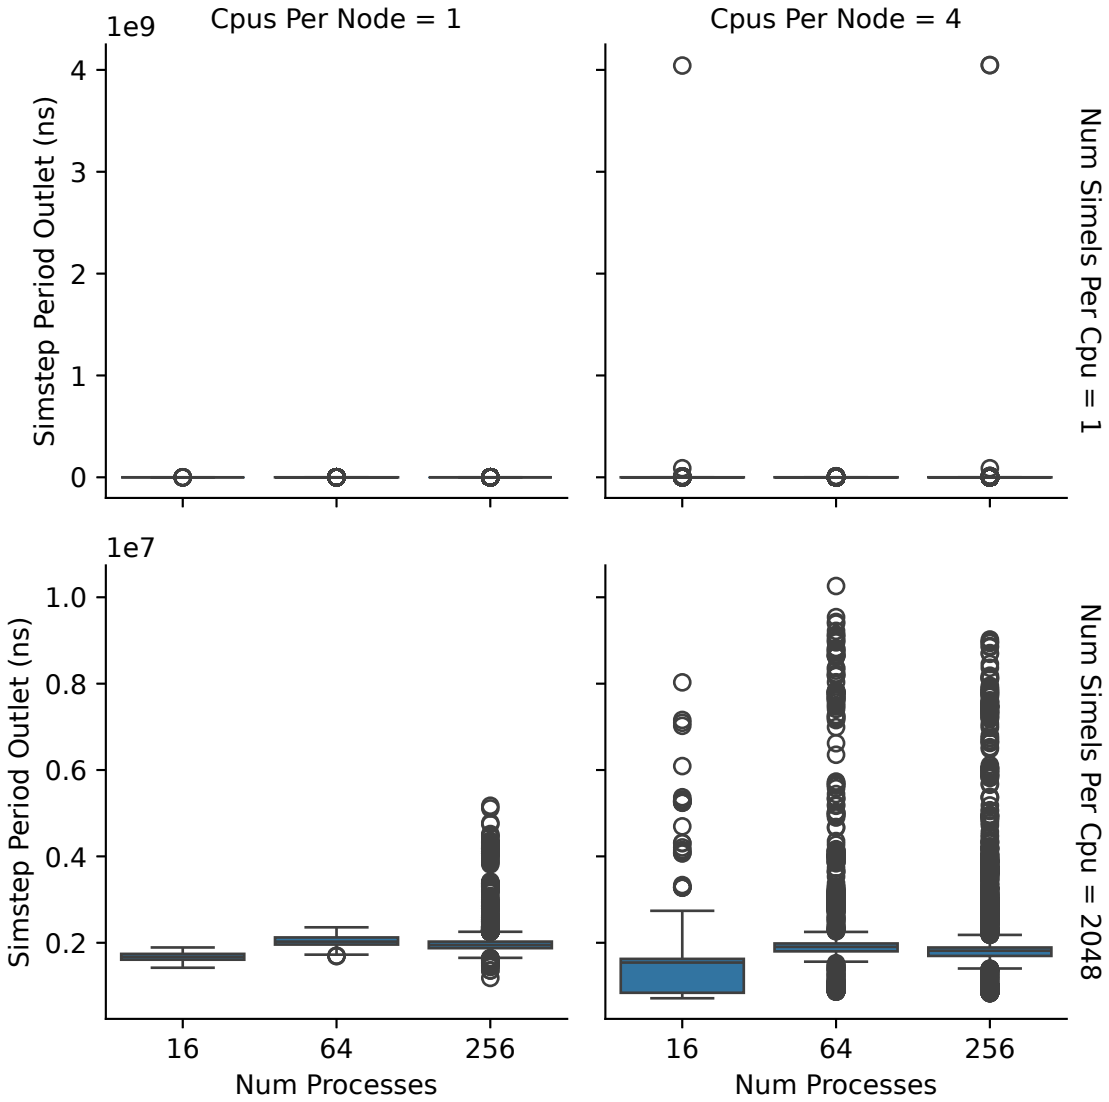 Cpus Per Node = 1
Cpus Per Node = 4
1e9
Simstep Period Outlet (ns)
4
3
2
1
0
Num Simels Per Cpu = 1
1e7
Simstep Period Outlet (ns)
1.0
0.8
0.6
0.4
0.2
Num Simels Per Cpu = 2048
16 64 256
16 64 256
Num Processes
Num Processes